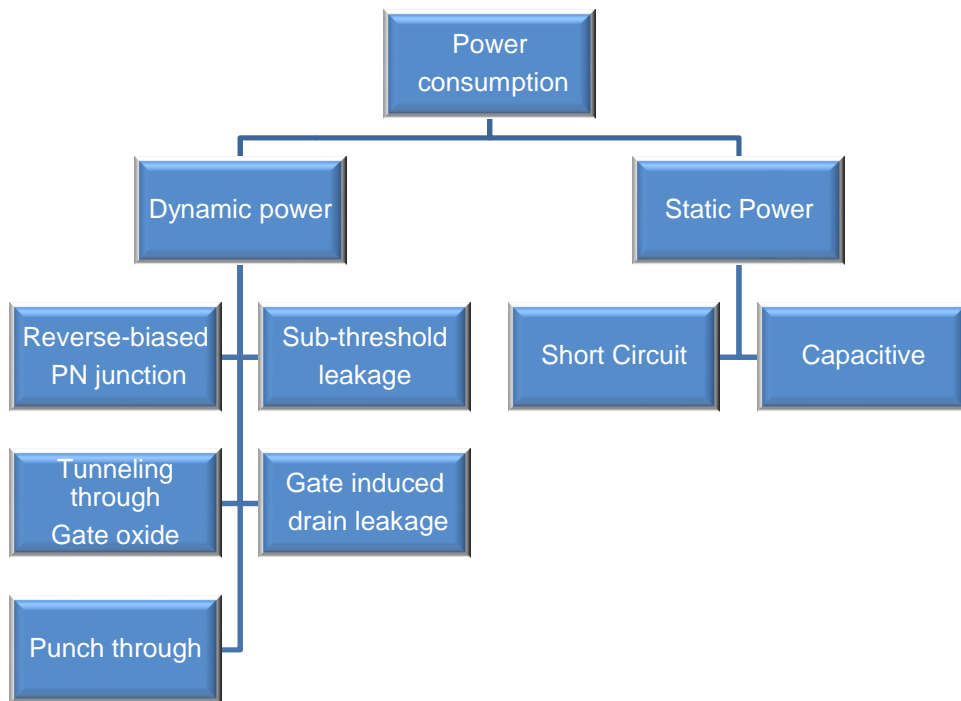 Power
consumption
Dynamic power
Static Power
Reverse-biased
PN junction
Sub-threshold
leakage
Short Circuit
Capacitive
Tunneling
through
Gate oxide
Gate induced
drain leakage
Punch through